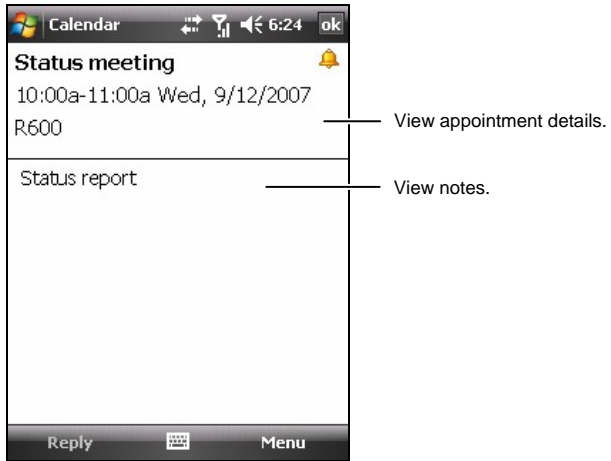 Calendar 6:24 ok
Status meeting
10:00a-11:00a Wed, 9/12/2007
R600
View appointment details.
Status report
View notes.
Reply Menu